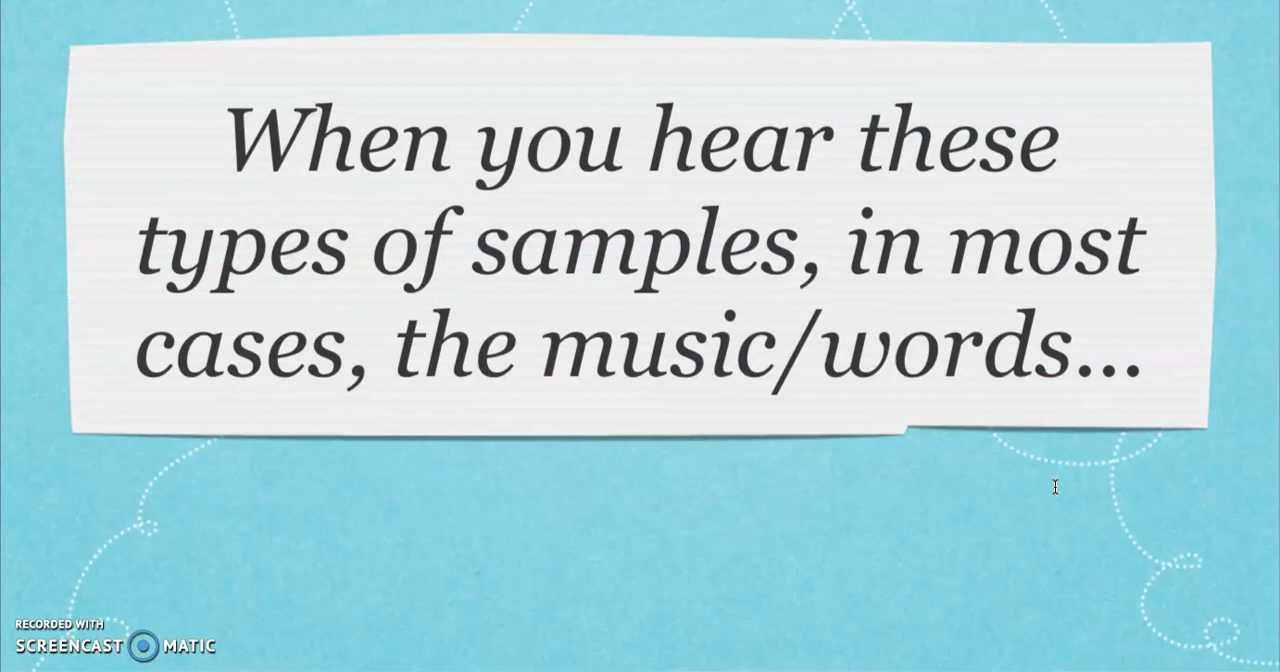 When you hear these
types of samples, in most
cases, the music/words...
RECORDED WITH
SCREENCAST MATIC